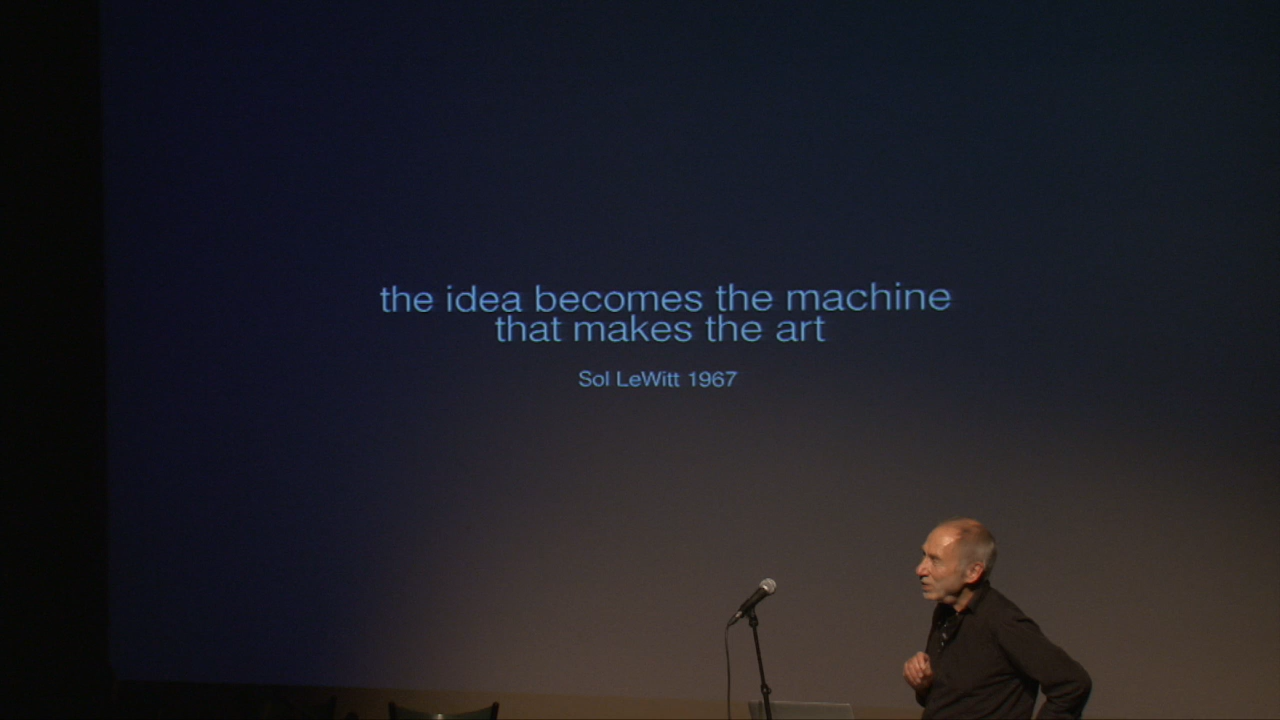 the idea becomes the machine
that makes the art
Sol LeWitt 1967